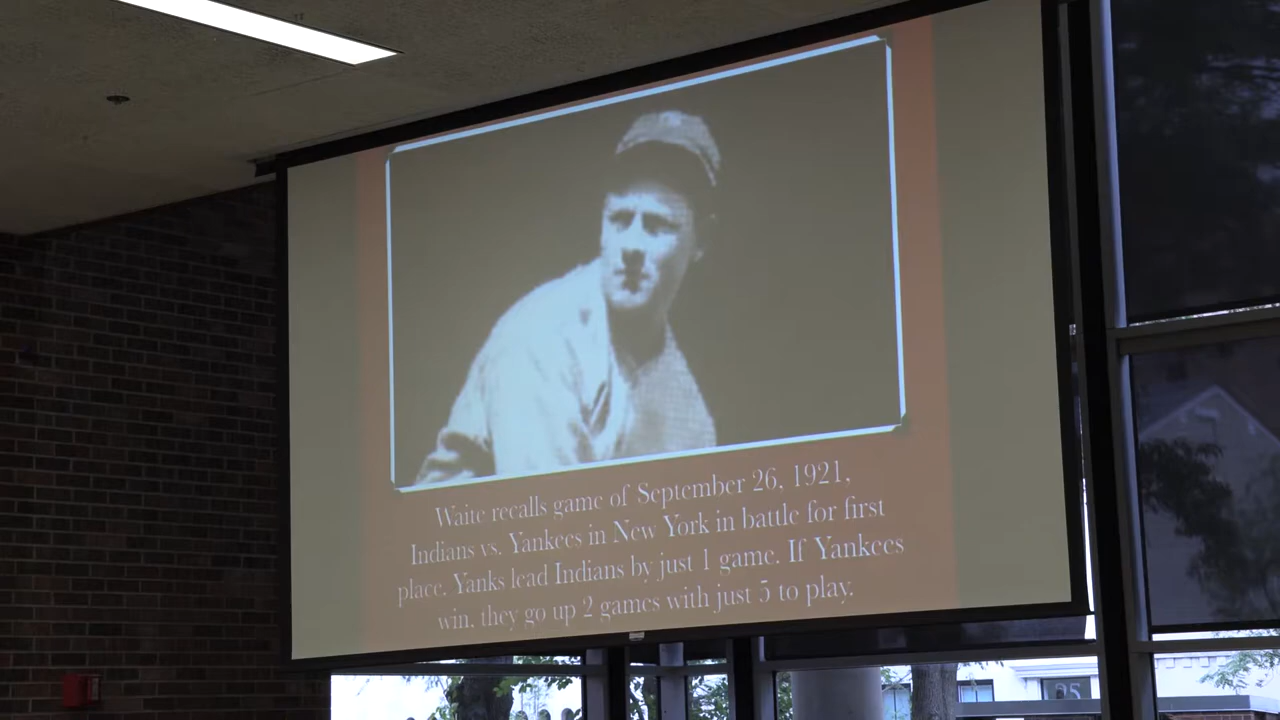 Waite recalls game of September 26, 1921,
Indians vs. Yankees in New York in battle for first
place. Yanks lead Indians by just 1 game. If Yankees
win, they go up 2 games with just 5 to play.
95